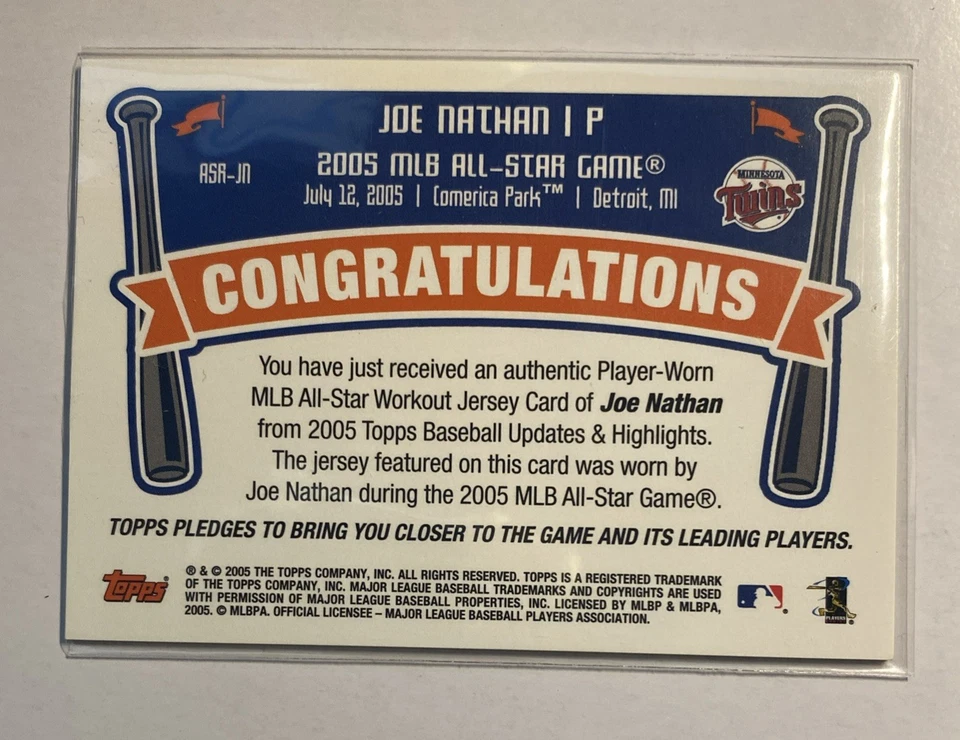 JOE NATHAN | P
ASR-JN
2005 MLB ALL-STAR GAME®
July 12, 2005 | Comerica Park™ | Detroit, MI
MINNESOTA
Twins
CONGRATULATIONS
You have just received an authentic Player-Worn
MLB All-Star Workout Jersey Card of Joe Nathan
from 2005 Topps Baseball Updates & Highlights.
The jersey featured on this card was worn by
Joe Nathan during the 2005 MLB All-Star Game®.
TOPPS PLEDGES TO BRING YOU CLOSER TO THE GAME AND ITS LEADING PLAYERS.
topps
® & © 2005 THE TOPPS COMPANY, INC. ALL RIGHTS RESERVED. TOPPS IS A REGISTERED TRADEMARK
OF THE TOPPS COMPANY, INC. MAJOR LEAGUE BASEBALL TRADEMARKS AND COPYRIGHTS ARE USED
WITH PERMISSION OF MAJOR LEAGUE BASEBALL PROPERTIES, INC. LICENSED BY MLBP & MLBPA,
2005. © MLBPA. OFFICIAL LICENSEE – MAJOR LEAGUE BASEBALL PLAYERS ASSOCIATION.
PLAYERS